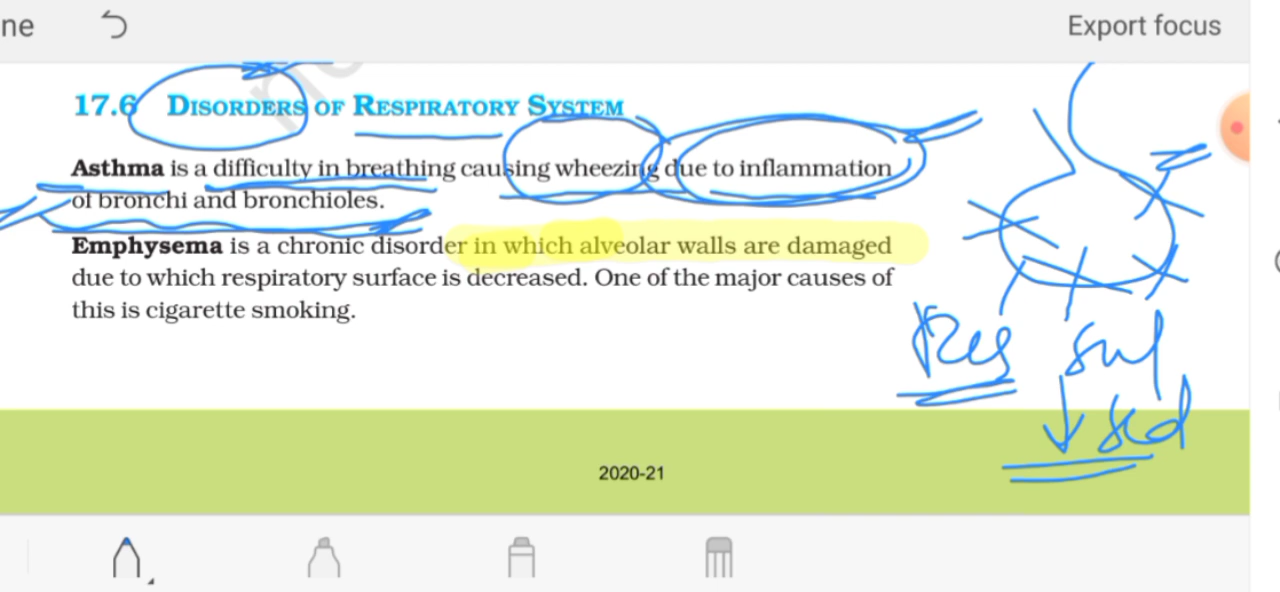 ne
Export focus
17.6 DISORDERS OF RESPIRATORY SYSTEM
Asthma is a difficulty in breathing causing wheezing due to inflammation
of bronchi and bronchioles.
Emphysema is a chronic disorder in which alveolar walls are damaged
due to which respiratory surface is decreased. One of the major causes of
this is cigarette smoking.
Res
↓
2020-21